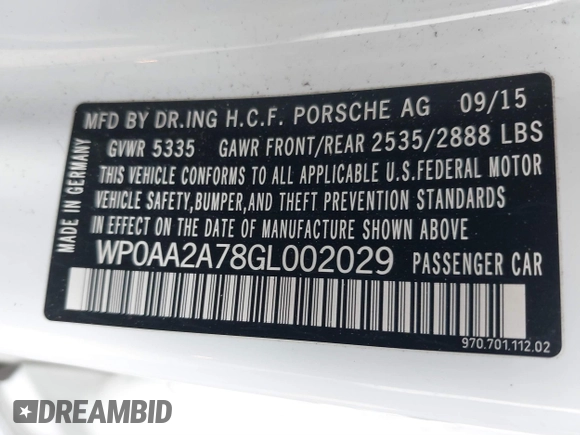 MFD BY DR.ING H.C.F. PORSCHE AG 09/15
GVWR 5335 GAWR FRONT/REAR 2535/2888 LBS
THIS VEHICLE CONFORMS TO ALL APPLICABLE U.S.FEDERAL MOTOR
VEHICLE SAFETY,BUMPER,AND THEFT PREVENTION STANDARDS
IN EFFECT ON THE DATE OF MANUFACTURE SHOWN ABOVE
WP0AA2A78GL002029 PASSENGER CAR
MADE IN GERMANY
970.701.112.02
DREAMBID